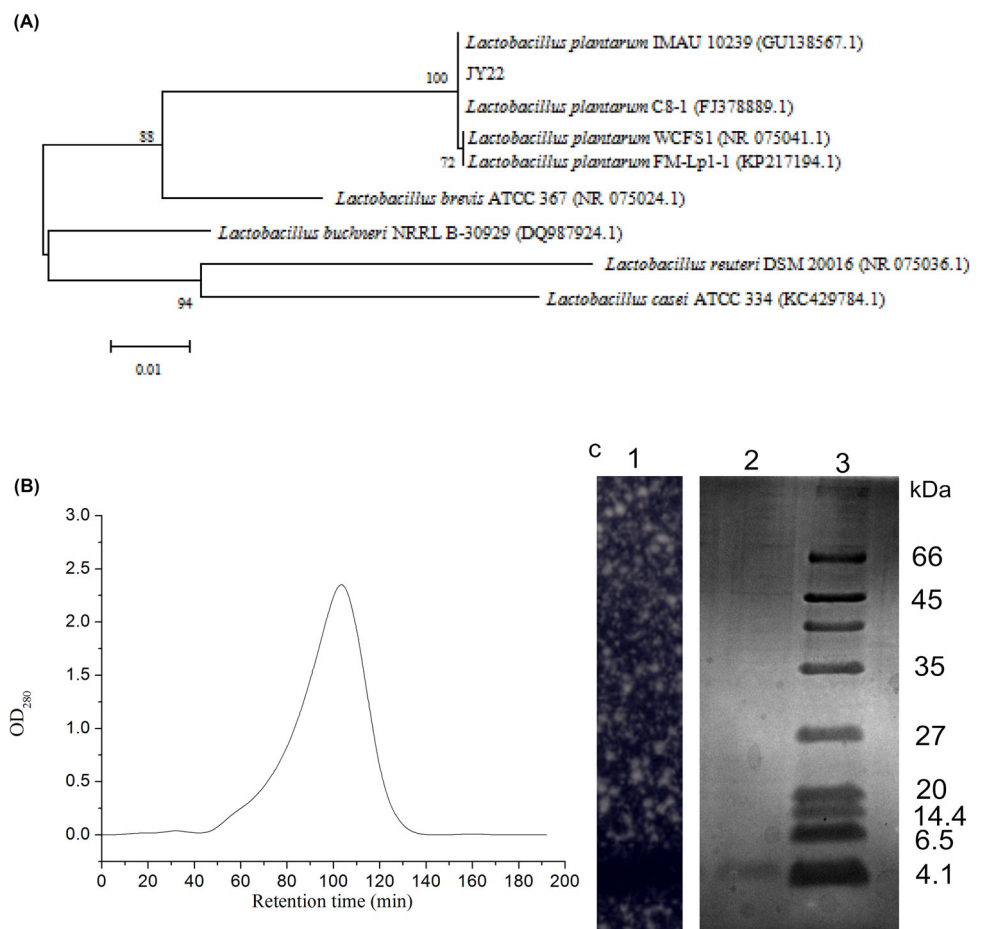 (A)
Lactobacillus plantarum IMAU 10239 (GU138567.1)
JY22
100
Lactobacillus plantarum C8-1 (FJ378889.1)
Lactobacillus plantarum WCFS1 (NR 075041.1)
72
Lactobacillus plantarum FM-Lp1-1 (KP217194.1)
88
Lactobacillus brevis ATCC 367 (NR 075024.1)
Lactobacillus buchneri NRRL B-30929 (DQ987924.1)
Lactobacillus reuteri DSM 20016 (NR 075036.1)
94
Lactobacillus casei ATCC 334 (KC429784.1)
0.01
(B)
3.0
2.5
2.0
1.5
1.0
0.5
0.0
OD280
0 20 40 60 80 100 120 140 160 180 200
Retention time (min)
c
1 2 3
kDa
66
45
35
27
20
14.4
6.5
4.1